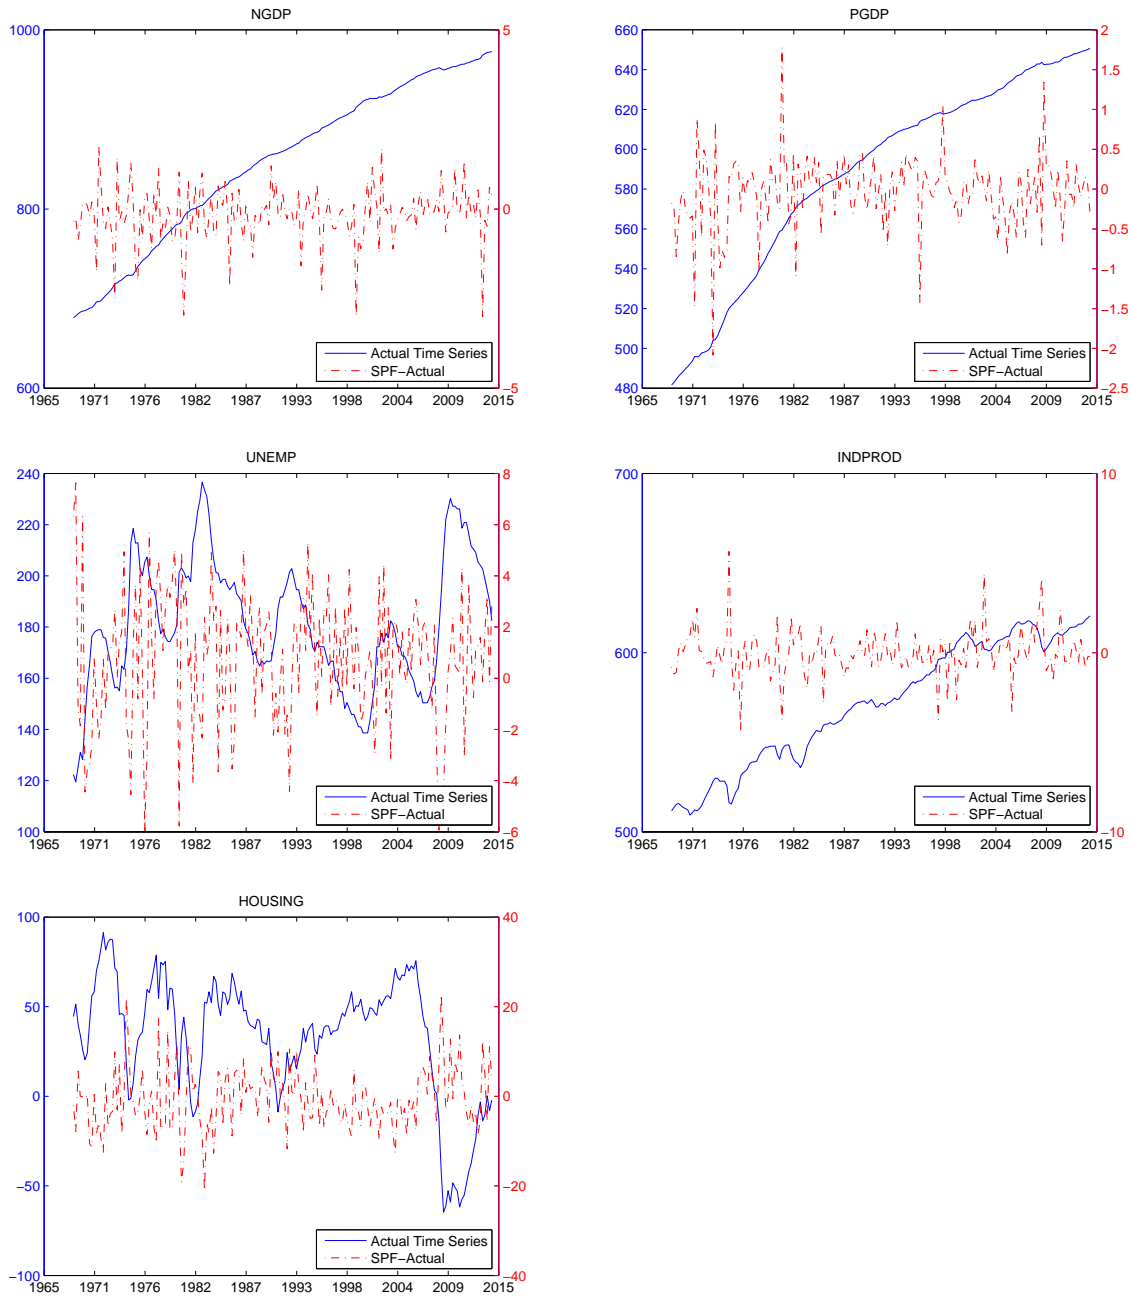 NGDP
1000
800
600
5
0
−5
Actual Time Series
SPF−Actual
1965 1971 1976 1982 1987 1993 1998 2004 2009 2015
PGDP
660
640
620
600
580
560
540
520
500
480
2
1.5
1
0.5
0
−0.5
−1
−1.5
−2
−2.5
Actual Time Series
SPF−Actual
1965 1971 1976 1982 1987 1993 1998 2004 2009 2015
UNEMP
240
220
200
180
160
140
120
100
8
6
4
2
0
−2
−4
−6
Actual Time Series
SPF−Actual
1965 1971 1976 1982 1987 1993 1998 2004 2009 2015
INDPROD
700
600
500
10
0
−10
Actual Time Series
SPF−Actual
1965 1971 1976 1982 1987 1993 1998 2004 2009 2015
HOUSING
100
50
0
−50
−100
40
20
0
−20
−40
Actual Time Series
SPF−Actual
1965 1971 1976 1982 1987 1993 1998 2004 2009 2015